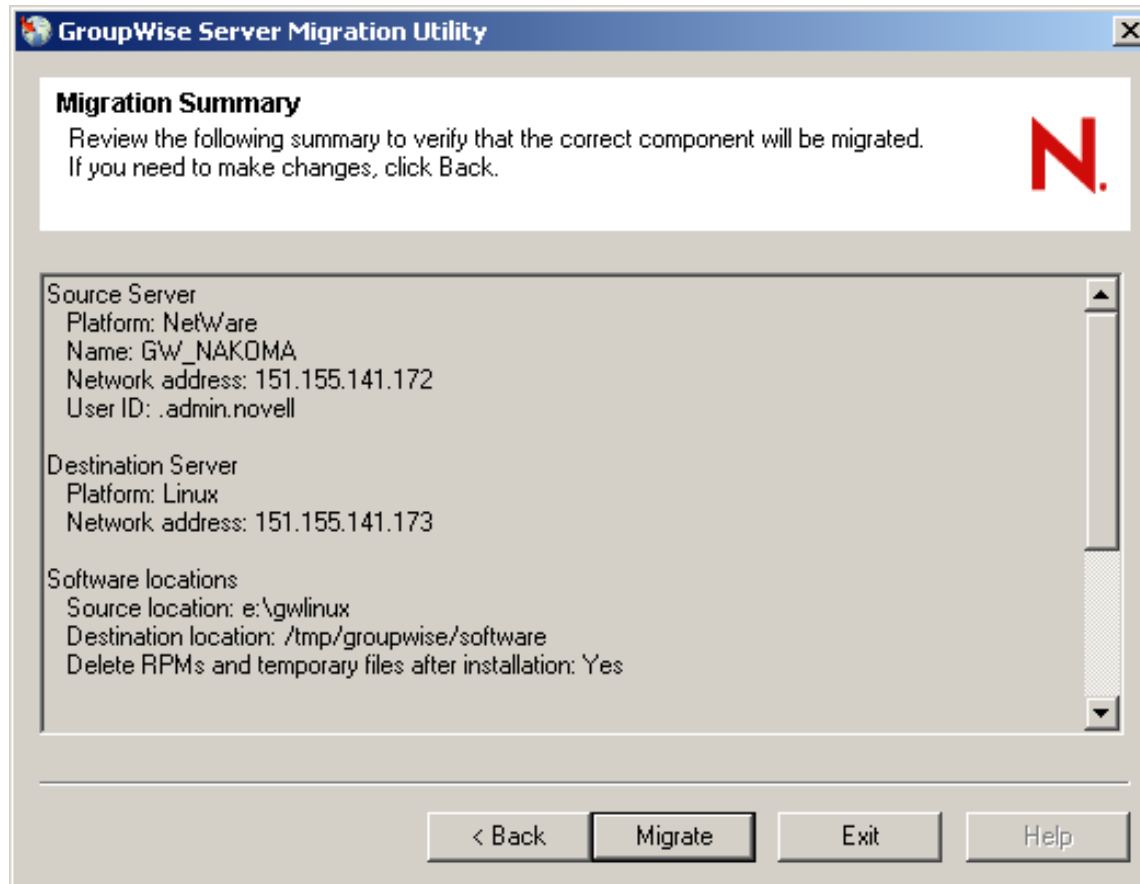 GroupWise Server Migration Utility
Migration Summary
Review the following summary to verify that the correct component will be migrated.
If you need to make changes, click Back.
N.
Source Server
Platform: NetWare
Name: GW_NAKOMA
Network address: 151.155.141.172
User ID: .admin.novell
Destination Server
Platform: Linux
Network address: 151.155.141.173
Software locations
Source location: e:\gwlinux
Destination location: /tmp/groupwise/software
Delete RPMs and temporary files after installation: Yes
< Back
Migrate
Exit
Help